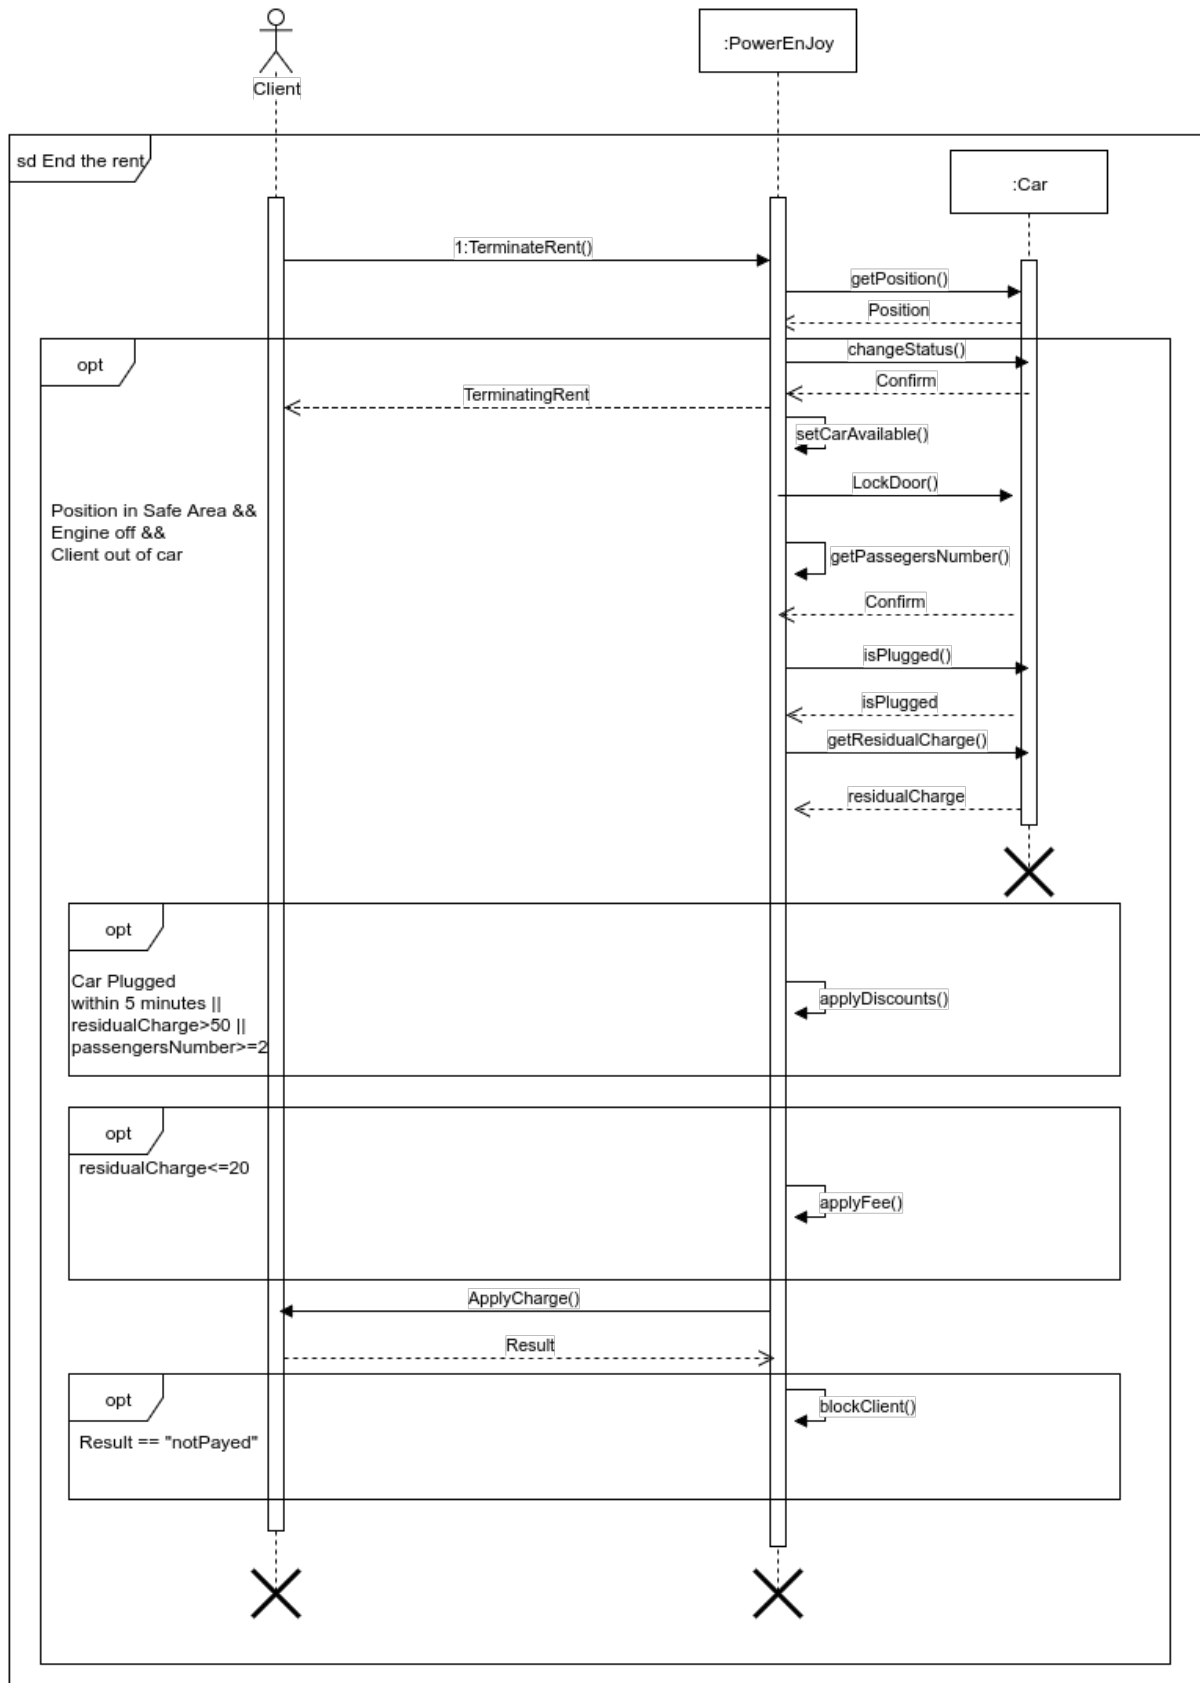 :PowerEnJoy
Client
sd End the rent
:Car
1:TerminateRent()
getPosition()
Position
opt
changeStatus()
Confirm
TerminatingRent
setCarAvailable()
LockDoor()
Position in Safe Area &&
Engine off &&
Client out of car
getPassegersNumber()
Confirm
isPlugged()
isPlugged
getResidualCharge()
residualCharge
opt
Car Plugged
within 5 minutes ||
residualCharge>50 ||
passengersNumber>=2
applyDiscounts()
opt
residualCharge<=20
applyFee()
ApplyCharge()
Result
opt
blockClient()
Result == "notPayed"